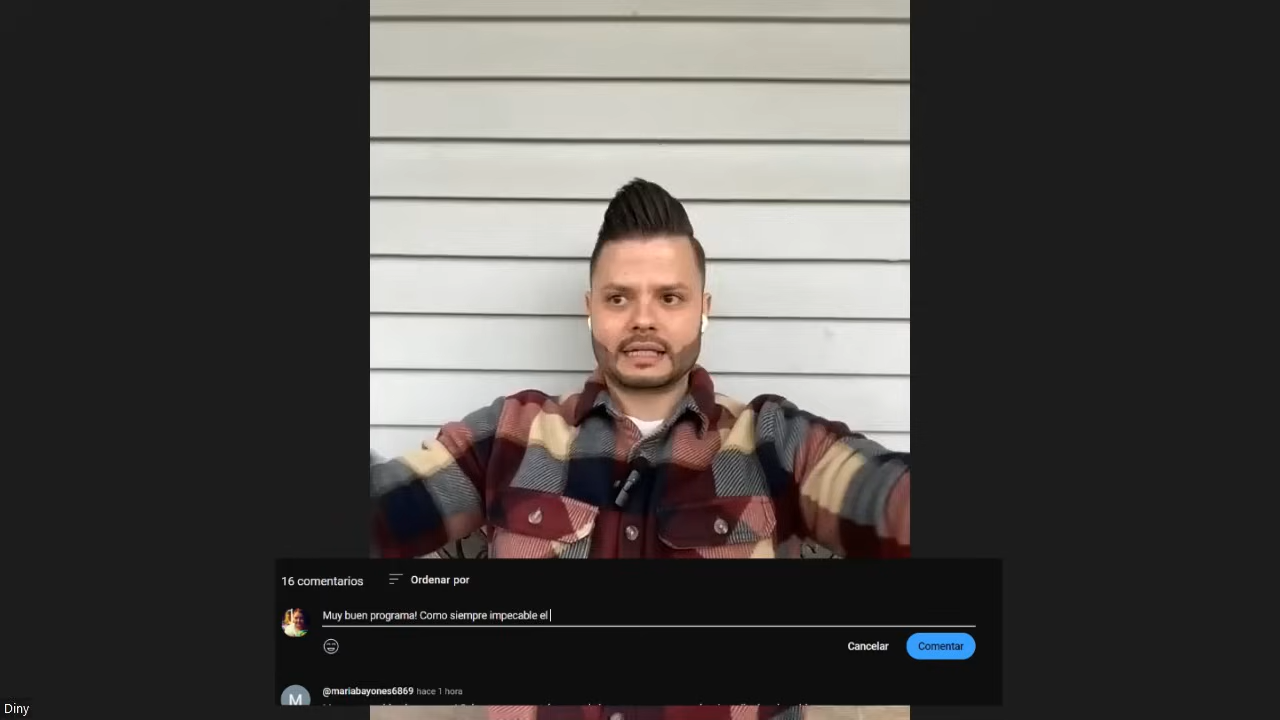 16 comentarios Ordenar por
Muy buen programa! Como siempre impecable el
Cancelar Comentar
M @mariabayones6869 hace 1 hora
Diny